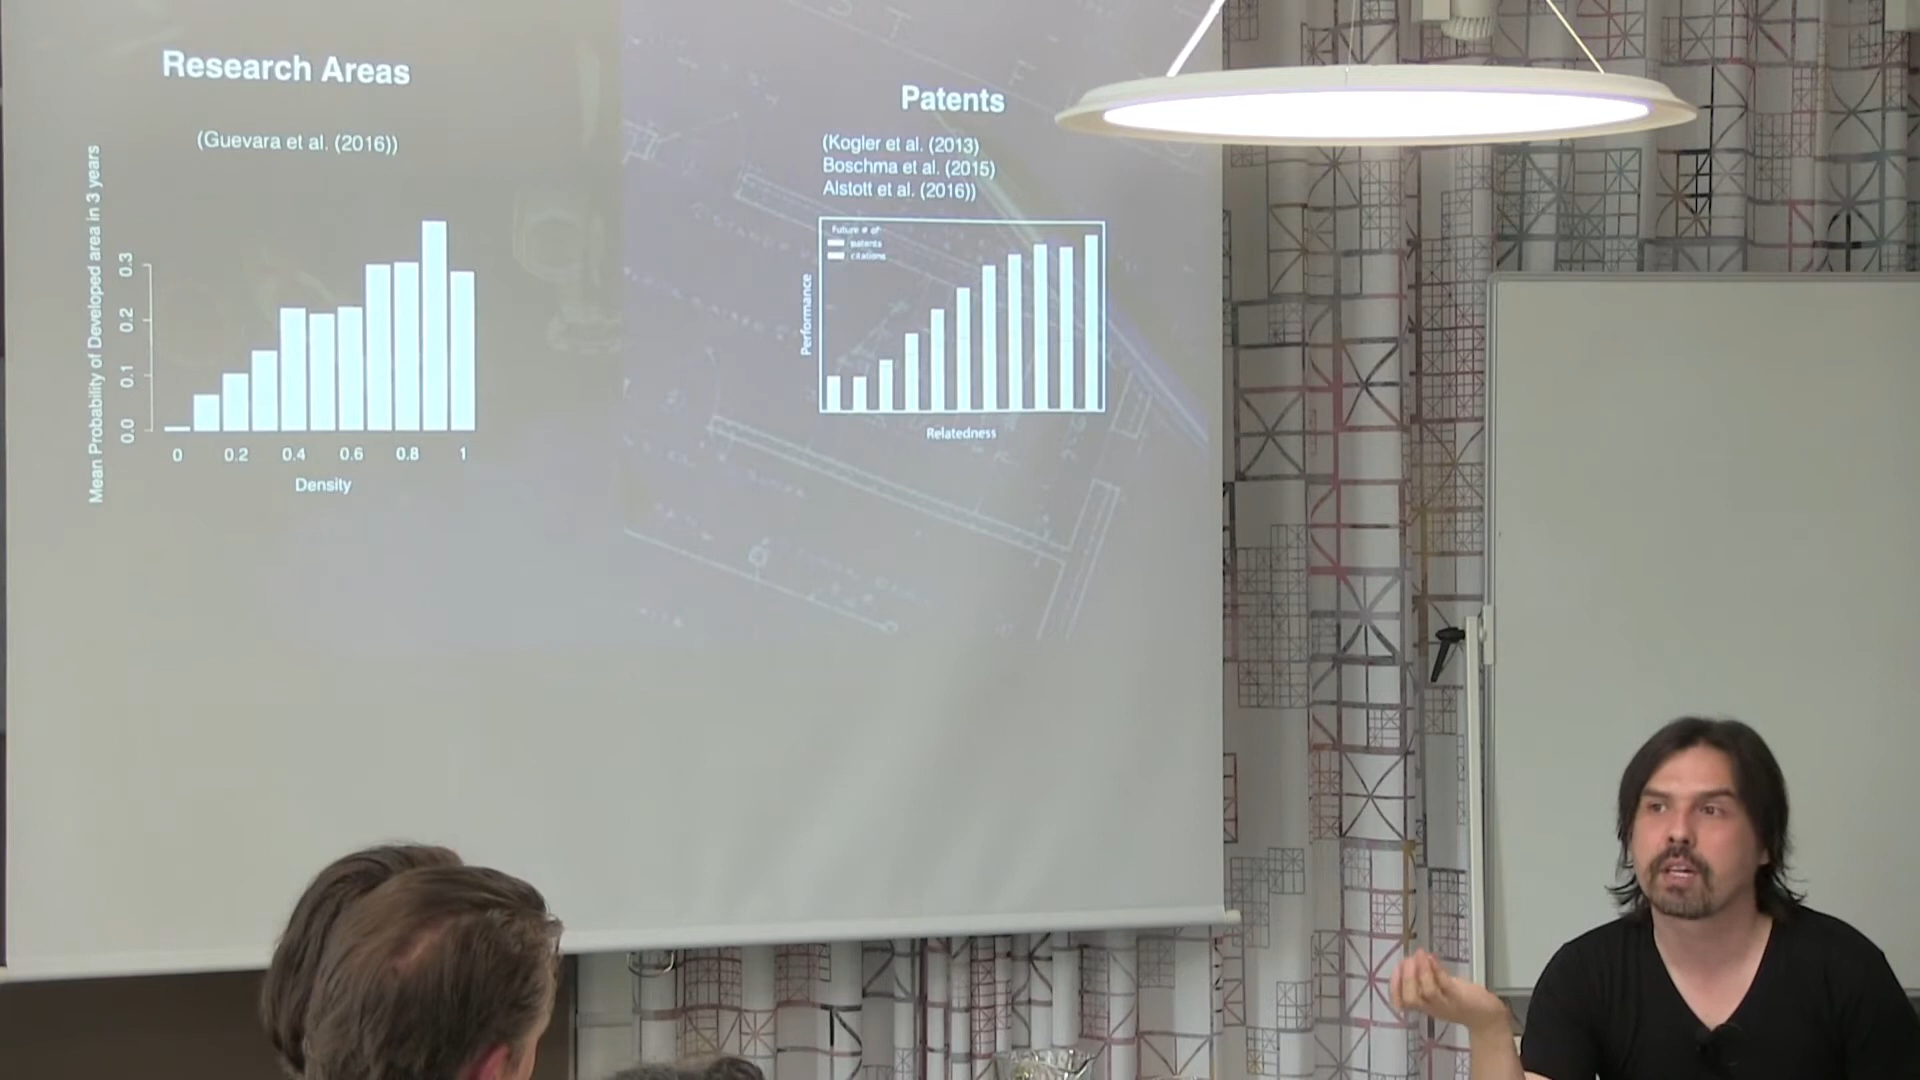 Research Areas
(Guevara et al. (2016))
Mean Probability of Developed area in 3 years
0.3
0.2
0.1
0.0
0
0.2
0.4
0.6
0.8
1
Density
Patents
(Kogler et al. (2013)
Boschma et al. (2015)
Alstott et al. (2016))
Future # of
patents
citations
Performance
Relatedness